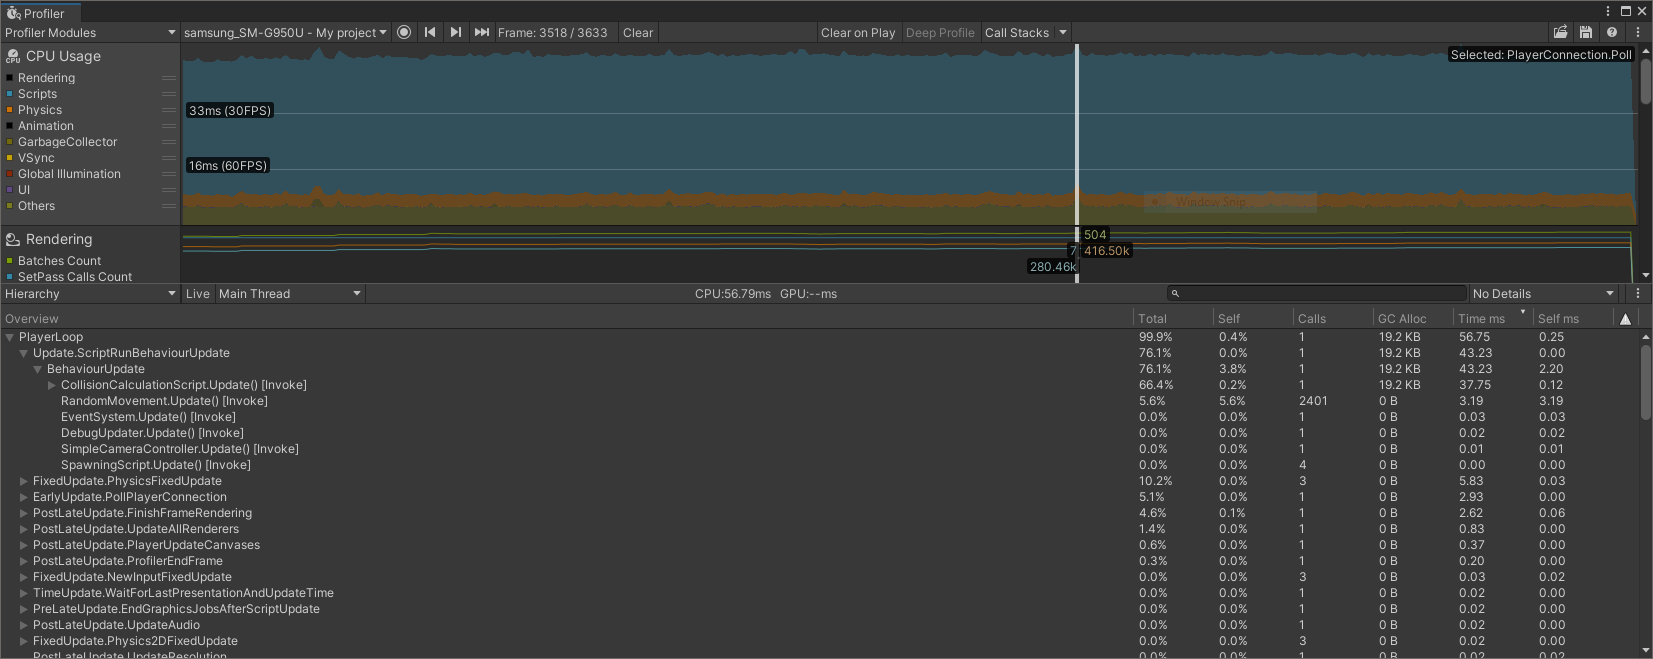 Profiler
Profiler Modules samsung_SM-G950U - My project Frame: 3518 / 3633 Clear Clear on Play Deep Profile Call Stacks
CPU Usage
Selected: PlayerConnection.Poll
Rendering
Scripts
Physics
Animation
GarbageCollector
VSync
Global Illumination
UI
Others
33ms (30FPS)
16ms (60FPS)
Window Snip
Rendering
Batches Count
SetPass Calls Count
504
7 416.50k
280.46k
Hierarchy Live Main Thread CPU:56.79ms GPU:--ms No Details
Overview Total Self Calls GC Alloc Time ms Self ms
PlayerLoop 99.9% 0.4% 1 19.2 KB 56.75 0.25
Update.ScriptRunBehaviourUpdate 76.1% 0.0% 1 19.2 KB 43.23 0.00
BehaviourUpdate 76.1% 3.8% 1 19.2 KB 43.23 2.20
CollisionCalculationScript.Update() [Invoke] 66.4% 0.2% 1 19.2 KB 37.75 0.12
RandomMovement.Update() [Invoke] 5.6% 5.6% 2401 0 B 3.19 3.19
EventSystem.Update() [Invoke] 0.0% 0.0% 1 0 B 0.03 0.03
DebugUpdater.Update() [Invoke] 0.0% 0.0% 1 0 B 0.02 0.02
SimpleCameraController.Update() [Invoke] 0.0% 0.0% 1 0 B 0.01 0.01
SpawningScript.Update() [Invoke] 0.0% 0.0% 4 0 B 0.00 0.00
FixedUpdate.PhysicsFixedUpdate 10.2% 0.0% 3 0 B 5.83 0.03
EarlyUpdate.PollPlayerConnection 5.1% 0.0% 1 0 B 2.93 0.00
PostLateUpdate.FinishFrameRendering 4.6% 0.1% 1 0 B 2.62 0.06
PostLateUpdate.UpdateAllRenderers 1.4% 0.0% 1 0 B 0.83 0.00
PostLateUpdate.PlayerUpdateCanvases 0.6% 0.0% 1 0 B 0.37 0.00
PostLateUpdate.ProfilerEndFrame 0.3% 0.0% 1 0 B 0.20 0.00
FixedUpdate.NewInputFixedUpdate 0.0% 0.0% 3 0 B 0.03 0.02
TimeUpdate.WaitForLastPresentationAndUpdateTime 0.0% 0.0% 1 0 B 0.02 0.00
PreLateUpdate.EndGraphicsJobsAfterScriptUpdate 0.0% 0.0% 1 0 B 0.02 0.00
PostLateUpdate.UpdateAudio 0.0% 0.0% 1 0 B 0.02 0.00
FixedUpdate.Physics2DFixedUpdate 0.0% 0.0% 3 0 B 0.02 0.00
PostLateUpdate.UpdateResolution 0.0% 0.0% 1 0 B 0.02 0.02